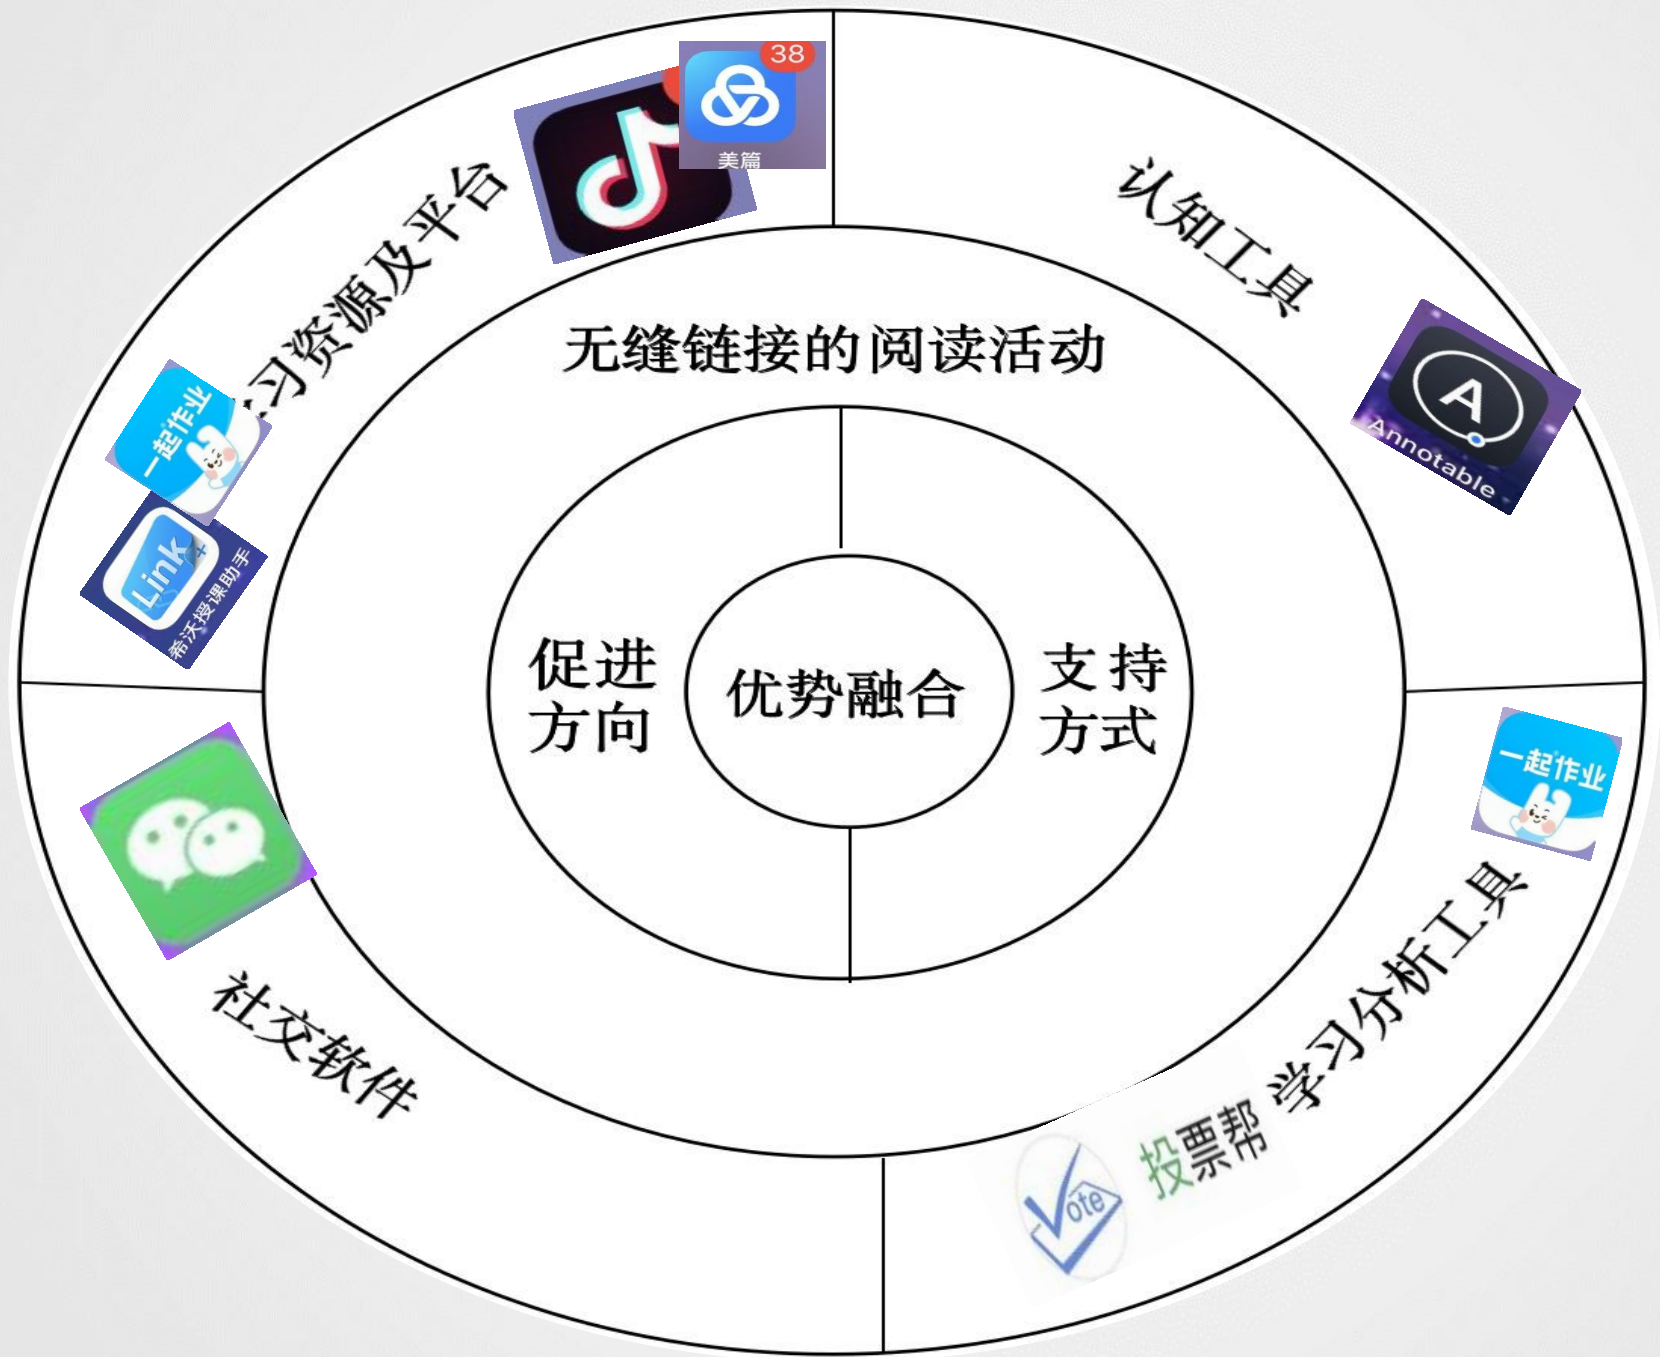 38
美篇
习资源及平台
认知工具
无缝链接的阅读活动
A
Annotable
一起作业
Link
希沃授课助手
促进
方向
优势融合
支持
方式
一起作业
学习分析工具
社交软件
Vote
投票帮